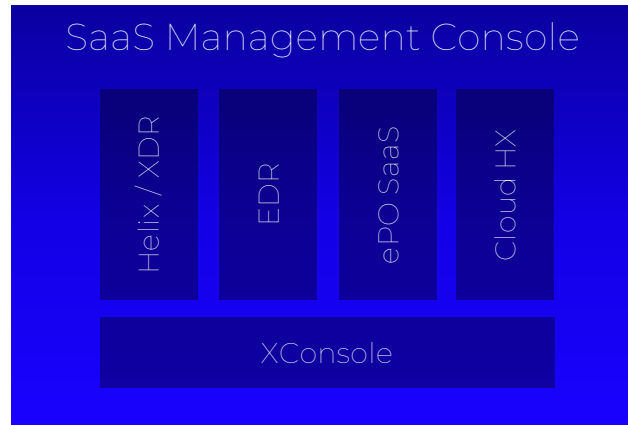 SaaS Management Console
Helix / XDR
EDR
ePO SaaS
Cloud HX
XConsole